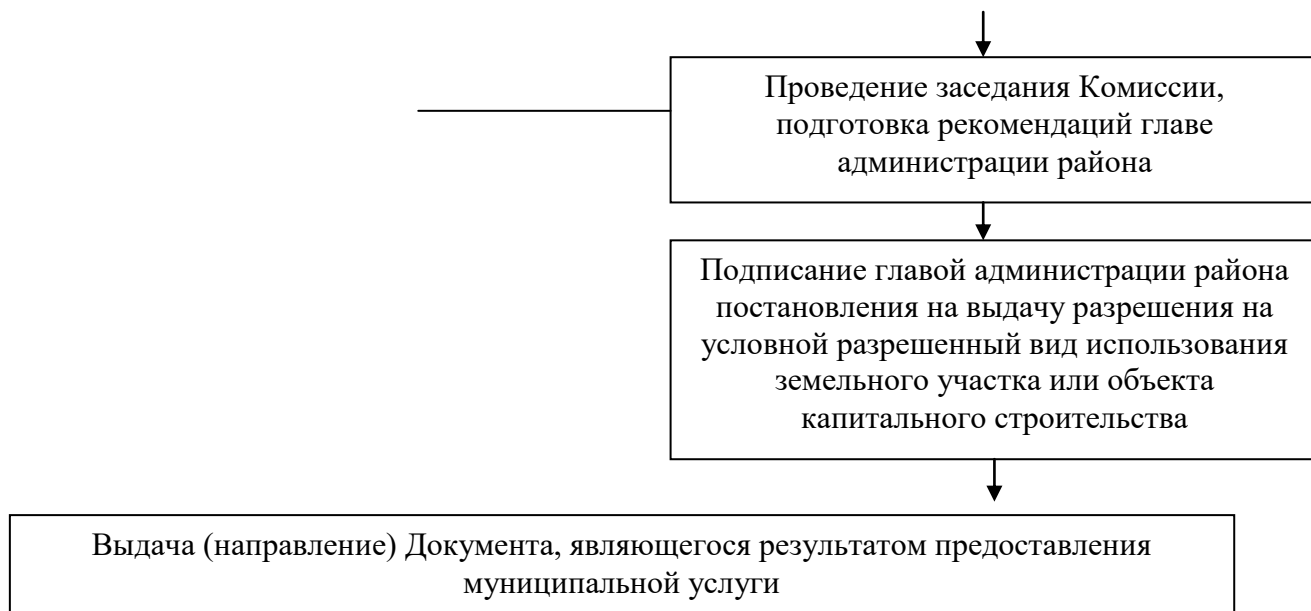 Проведение заседания Комиссии,
подготовка рекомендаций главе
администрации района
Подписание главой администрации района
постановления на выдачу разрешения на
условной разрешенный вид использования
земельного участка или объекта
капитального строительства
Выдача (направление) Документа, являющегося результатом предоставления
муниципальной услуги